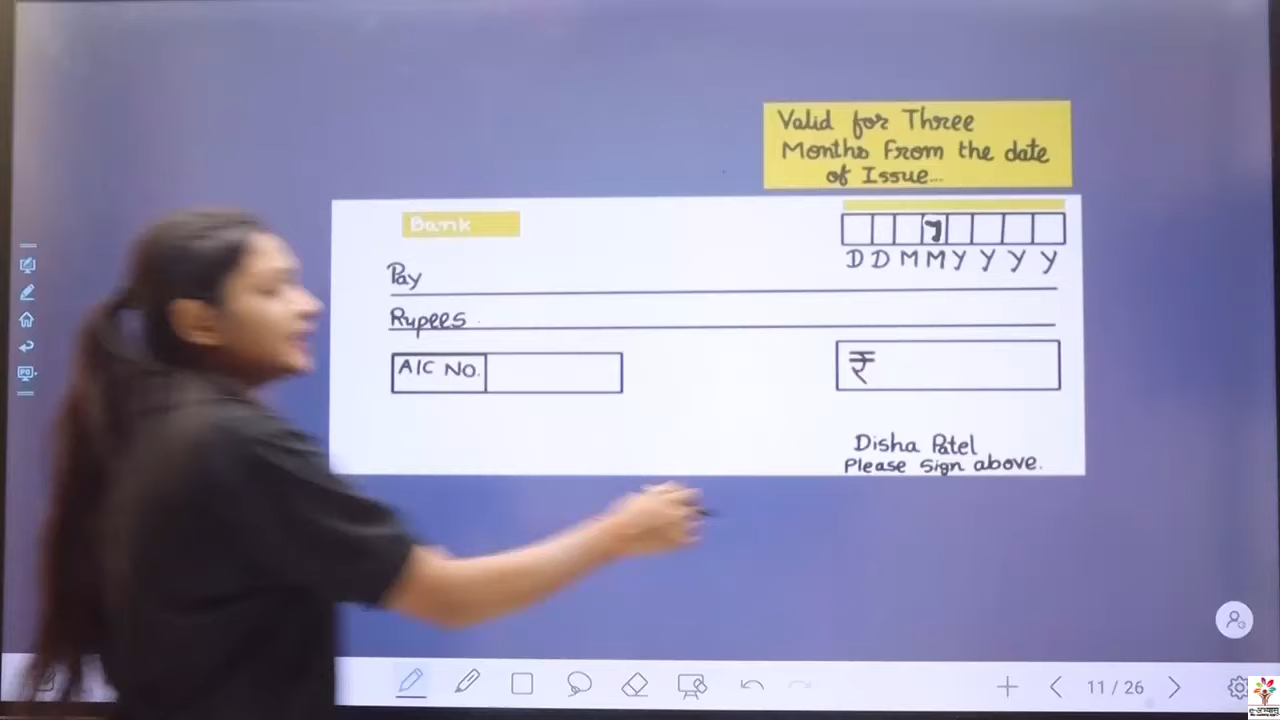 Valid for Three
Months From the date
of Issue...
Bank
DDMMYYYY
Pay
Rupees
A/C No.
₹
Disha Patel
Please Sign above.
11/26